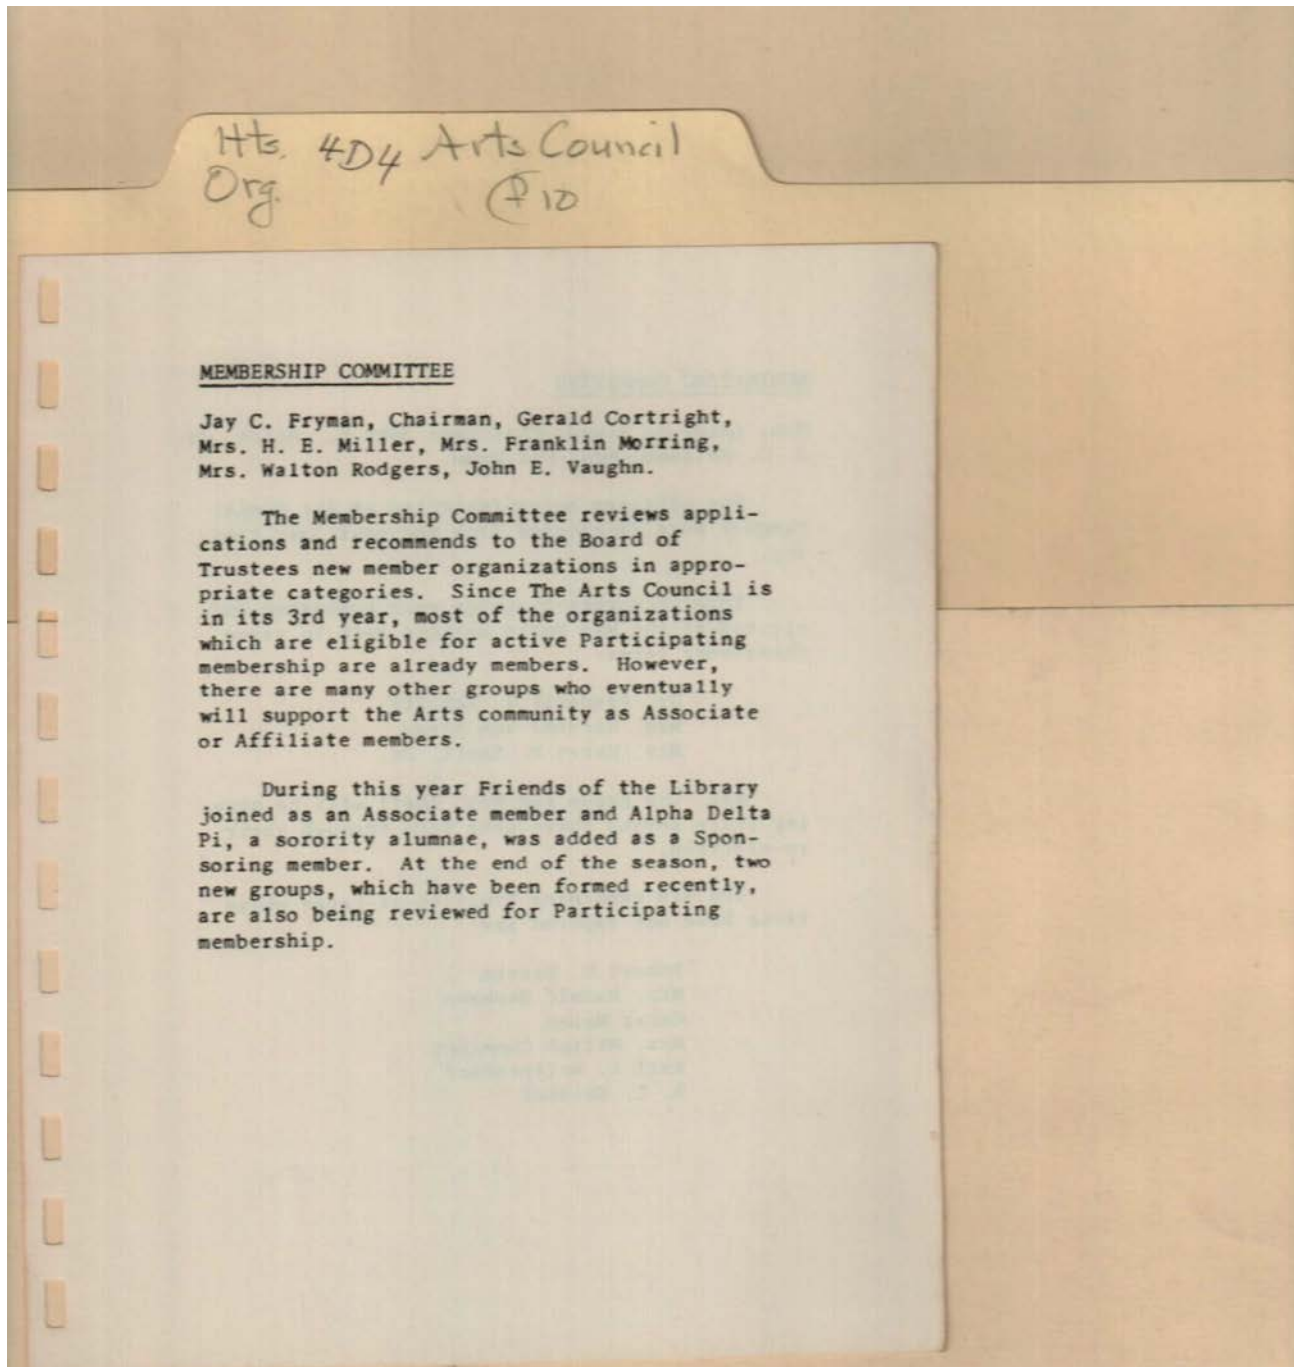 Hts. 4D4 Arts Council
Org. P10
MEMBERSHIP COMMITTEE
Jay C. Fryman, Chairman, Gerald Cortright,
Mrs. H. E. Miller, Mrs. Franklin Morring,
Mrs. Walton Rodgers, John E. Vaughn.
The Membership Committee reviews appli-
cations and recommends to the Board of
Trustees new member organizations in appro-
priate categories. Since The Arts Council is
in its 3rd year, most of the organizations
which are eligible for active Participating
membership are already members. However,
there are many other groups who eventually
will support the Arts community as Associate
or Affiliate members.
During this year Friends of the Library
joined as an Associate member and Alpha Delta
Pi, a sorority alumnae, was added as a Spon-
soring member. At the end of the season, two
new groups, which have been formed recently,
are also being reviewed for Participating
membership.